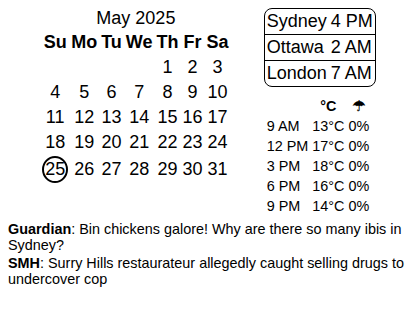 May 2025
Su Mo Tu We Th Fr Sa
1 2 3
4 5 6 7 8 9 10
11 12 13 14 15 16 17
18 19 20 21 22 23 24
25 26 27 28 29 30 31
Sydney 4 PM
Ottawa 2 AM
London 7 AM
°C ☂
9 AM 13°C 0%
12 PM 17°C 0%
3 PM 18°C 0%
6 PM 16°C 0%
9 PM 14°C 0%
Guardian: Bin chickens galore! Why are there so many ibis in
Sydney?
SMH: Surry Hills restaurateur allegedly caught selling drugs to
undercover cop